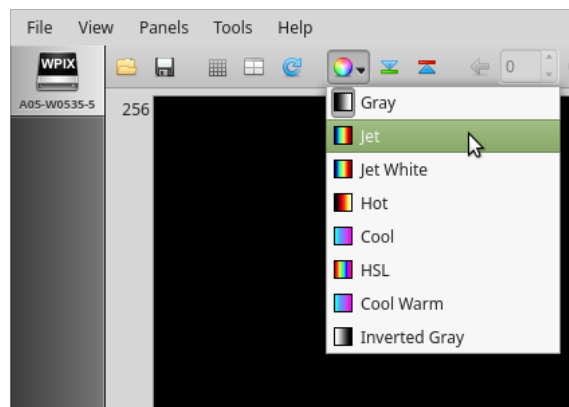 File View Panels Tools Help
WPIX
0
A05-W0535-5
256
Gray
Jet
Jet White
Hot
Cool
HSL
Cool Warm
Inverted Gray